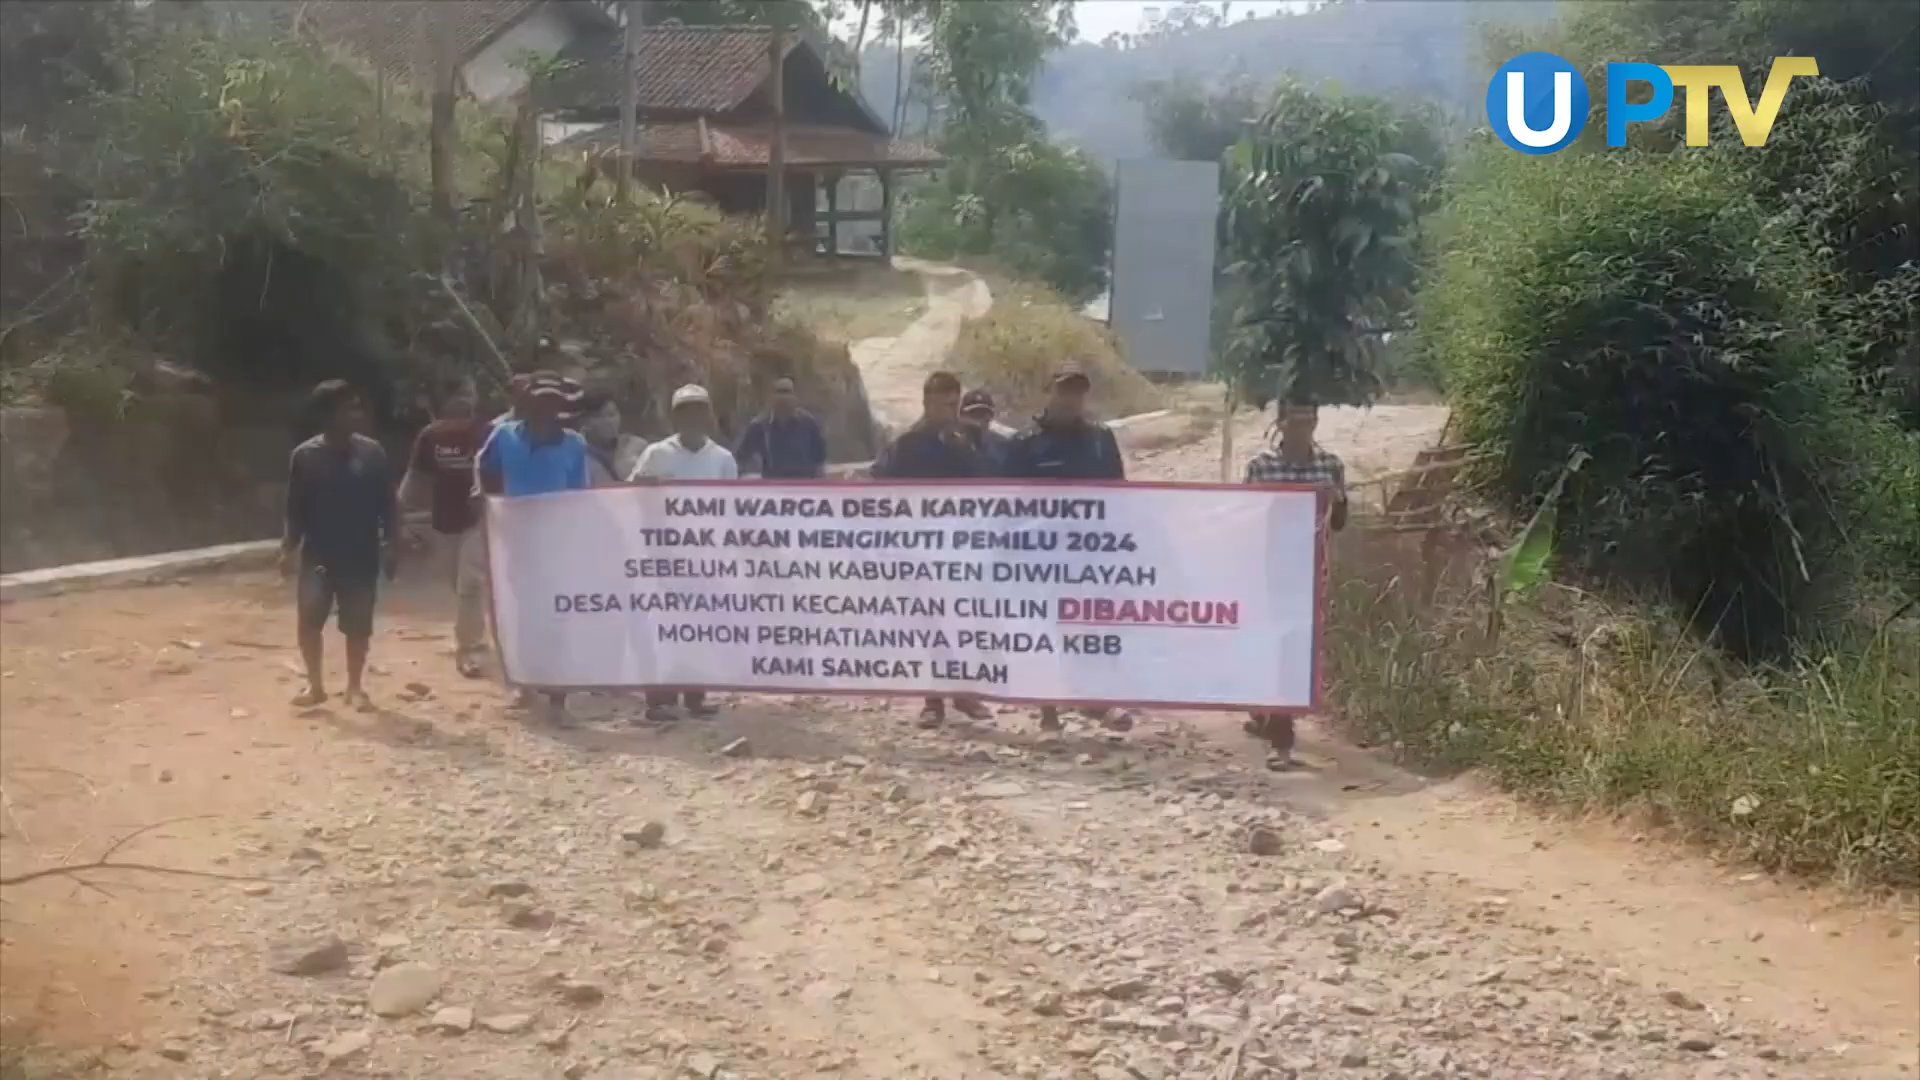 UPTV
KAMI WARGA DESA KARYAMUKTI
TIDAK AKAN MENGIKUTI PEMILU 2024
SEBELUM JALAN KABUPATEN DIWILAYAH
DESA KARYAMUKTI KECAMATAN CILILIN DIBANGUN
MOHON PERHATIANNYA PEMDA KBB
KAMI SANGAT LELAH